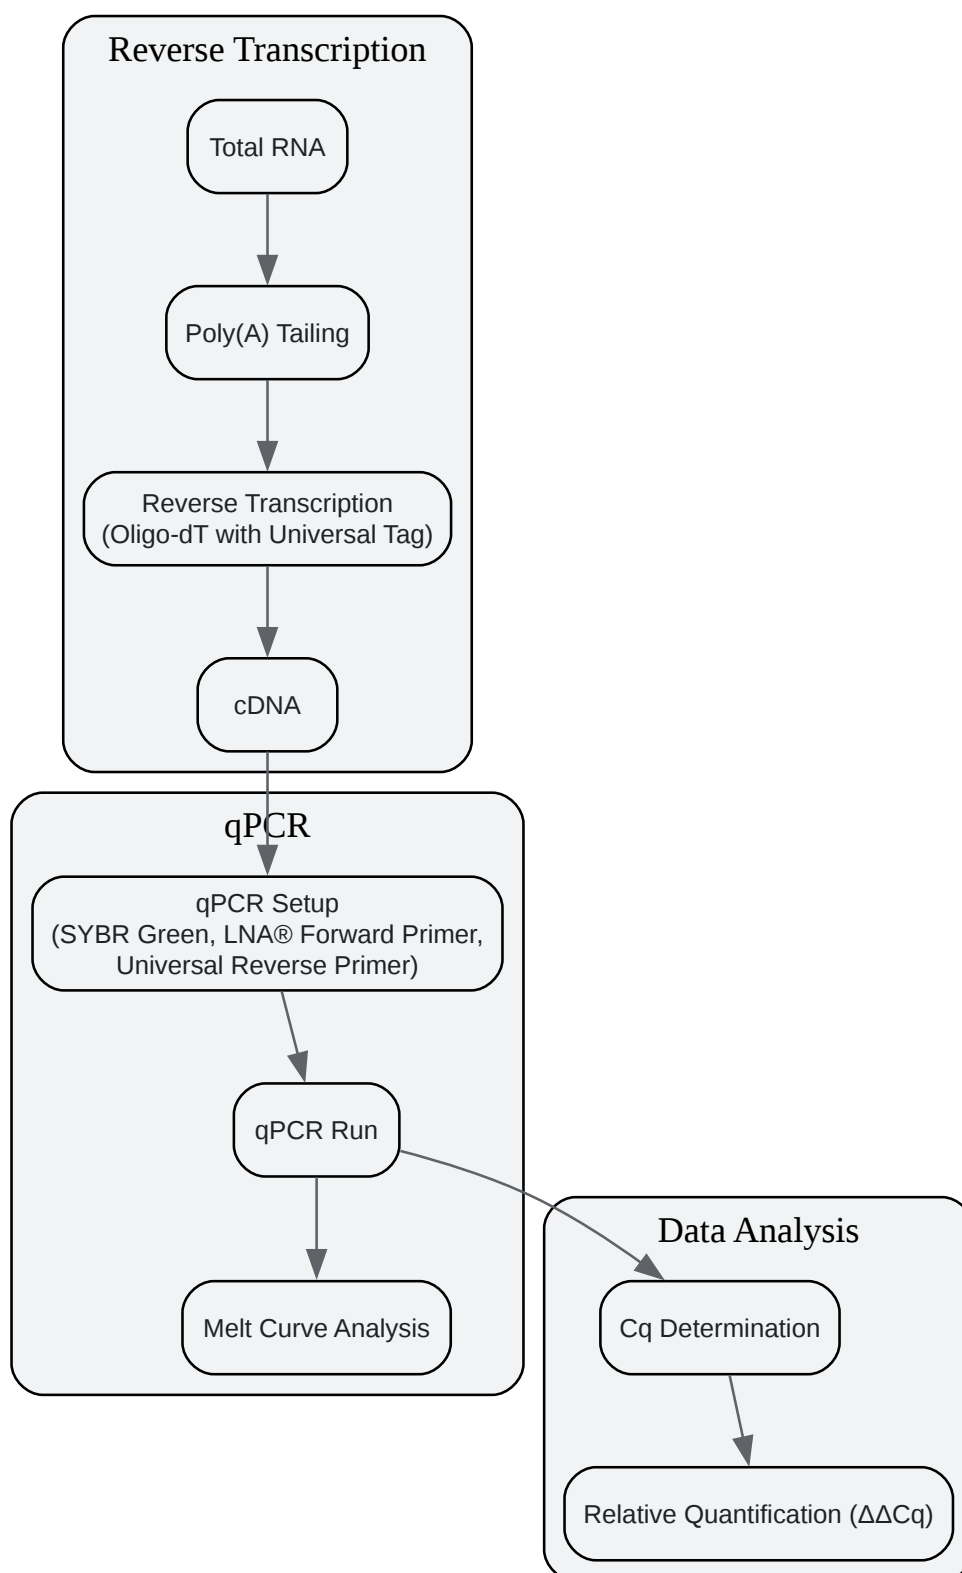 Reverse Transcription
Total RNA
Poly(A) Tailing
Reverse Transcription
(Oligo-dT with Universal Tag)
cDNA
qPCR
qPCR Setup
(SYBR Green, LNA® Forward Primer,
Universal Reverse Primer)
qPCR Run
Melt Curve Analysis
Data Analysis
Cq Determination
Relative Quantification (ΔΔCq)